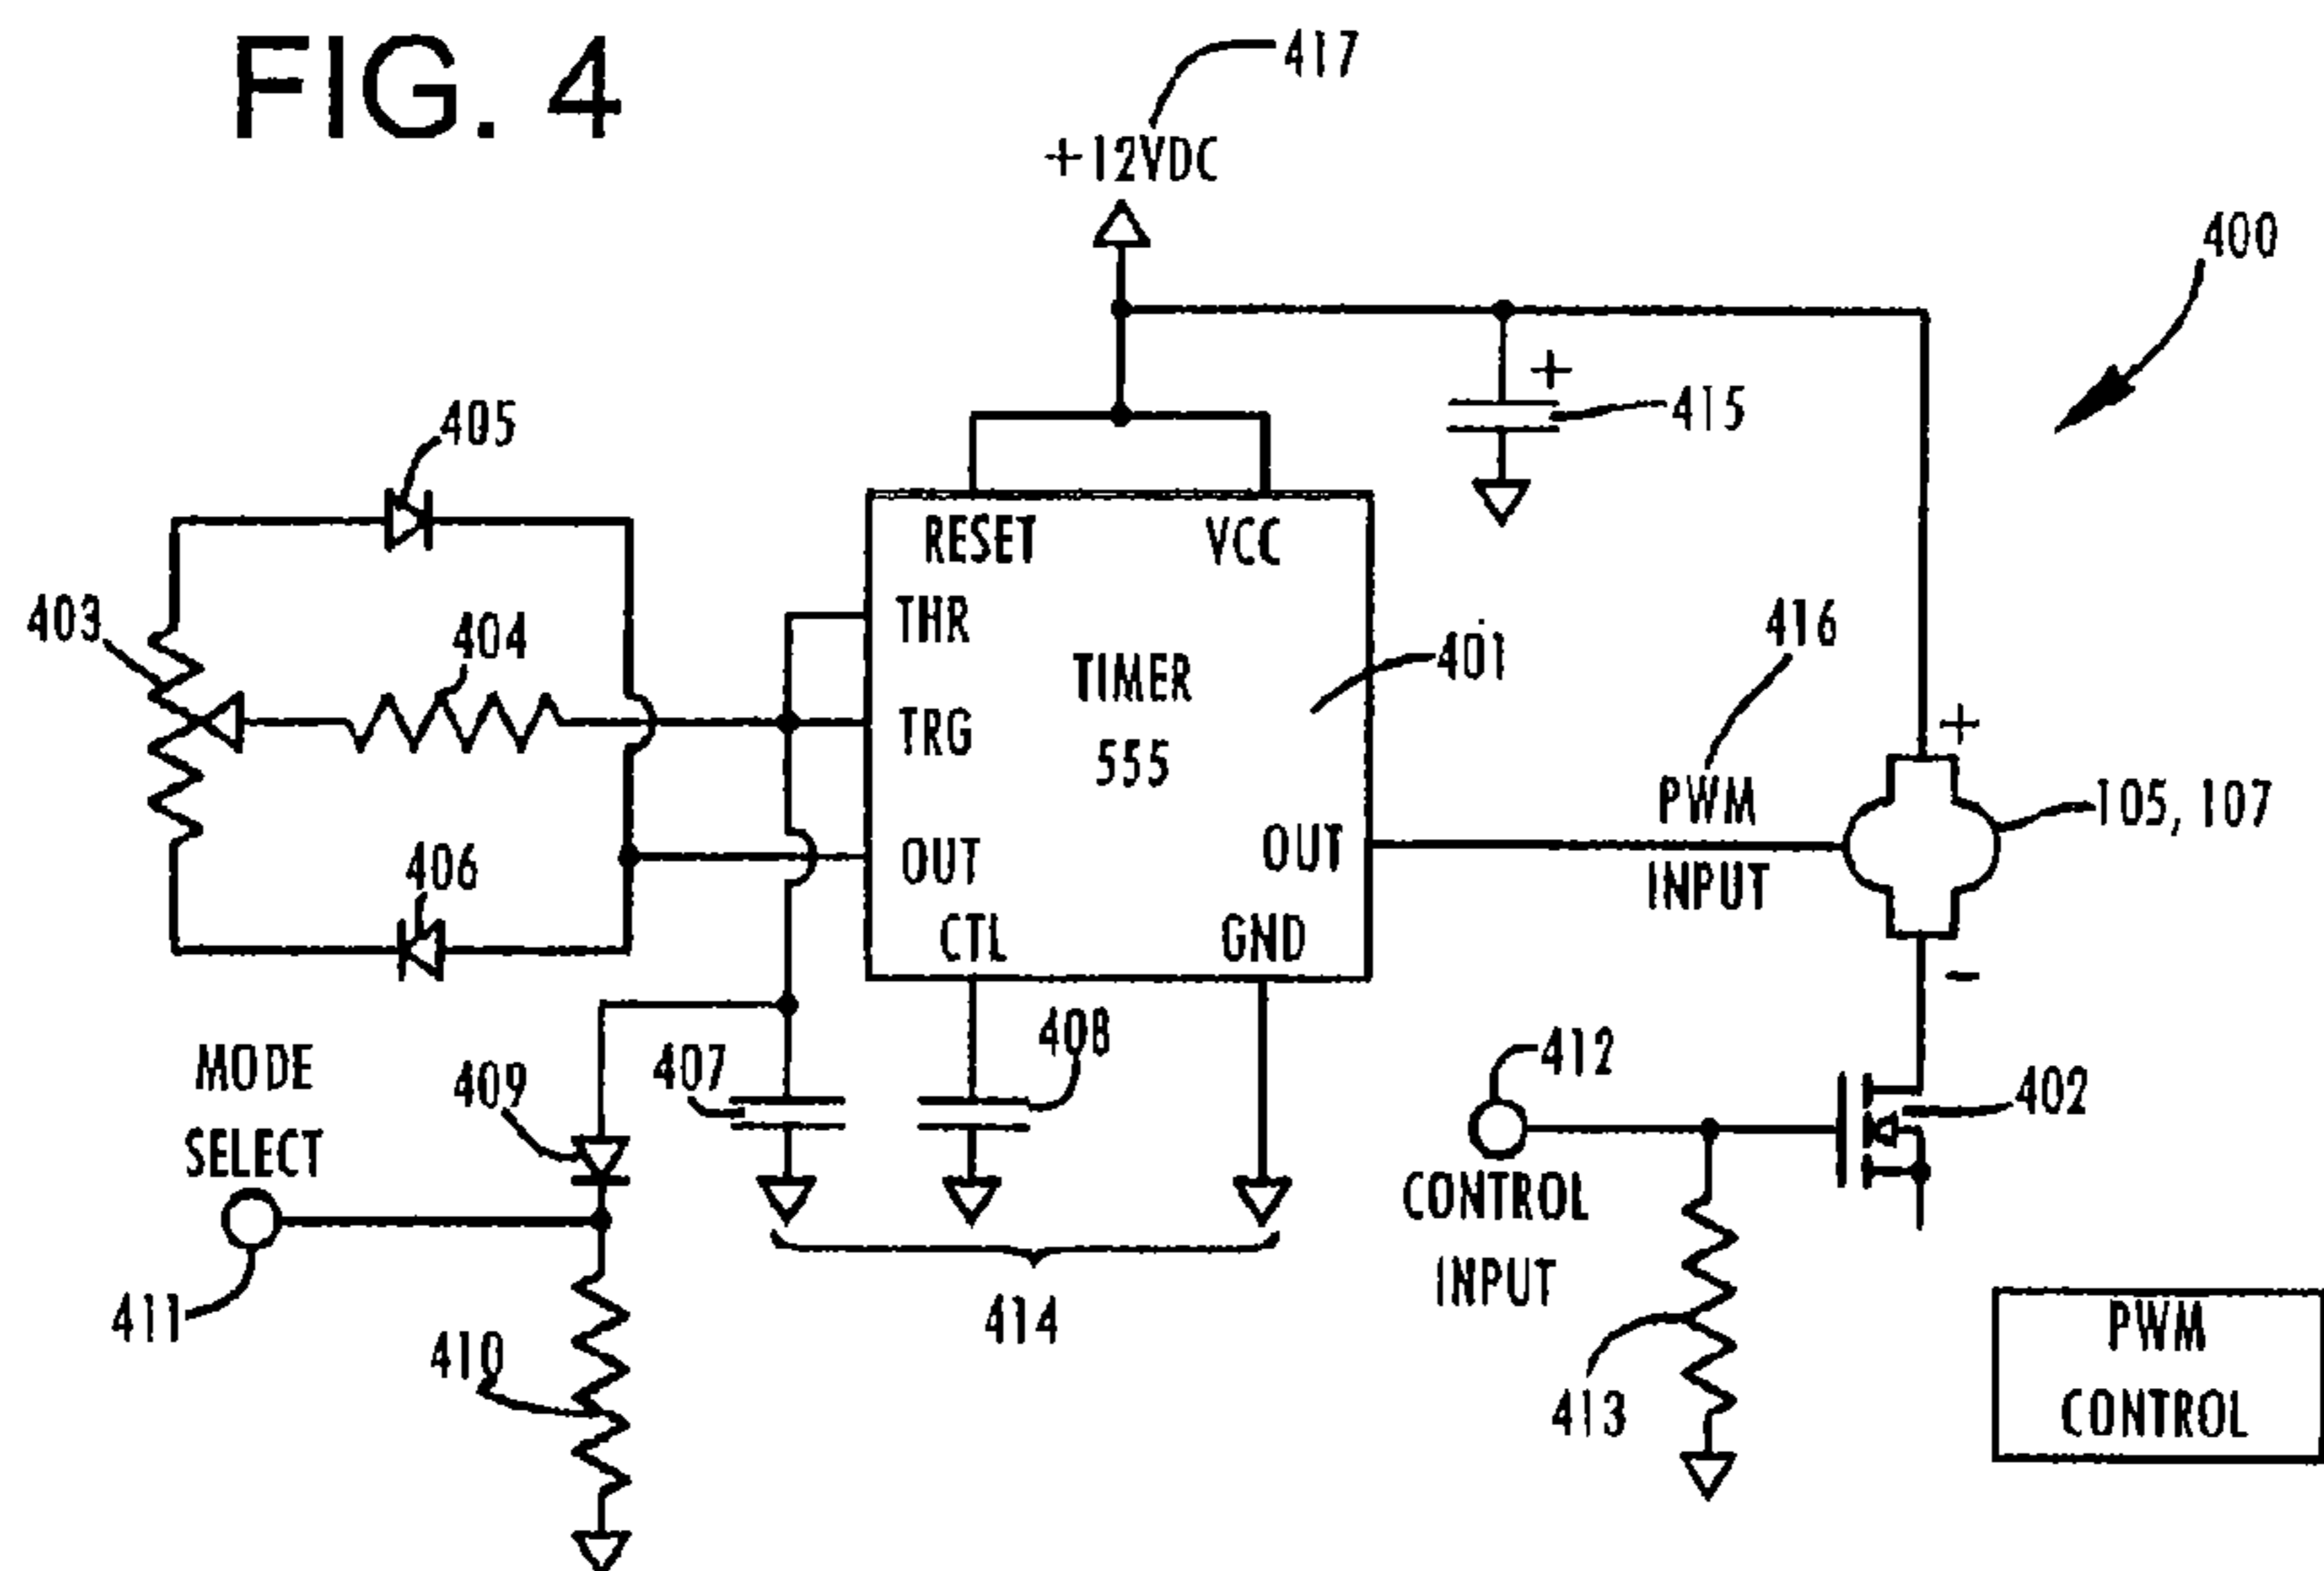 FIG. 4
417
+12VDC
400
+
415
405
RESET
VCC
403
404
THR
TIMER
401
416
TRG
555
+
PWM
105, 107
406
OUT
OUT
INPUT
CTL
GND
-
MODE
409
407
408
412
402
SELECT
CONTROL
411
INPUT
414
410
413
PWM
CONTROL